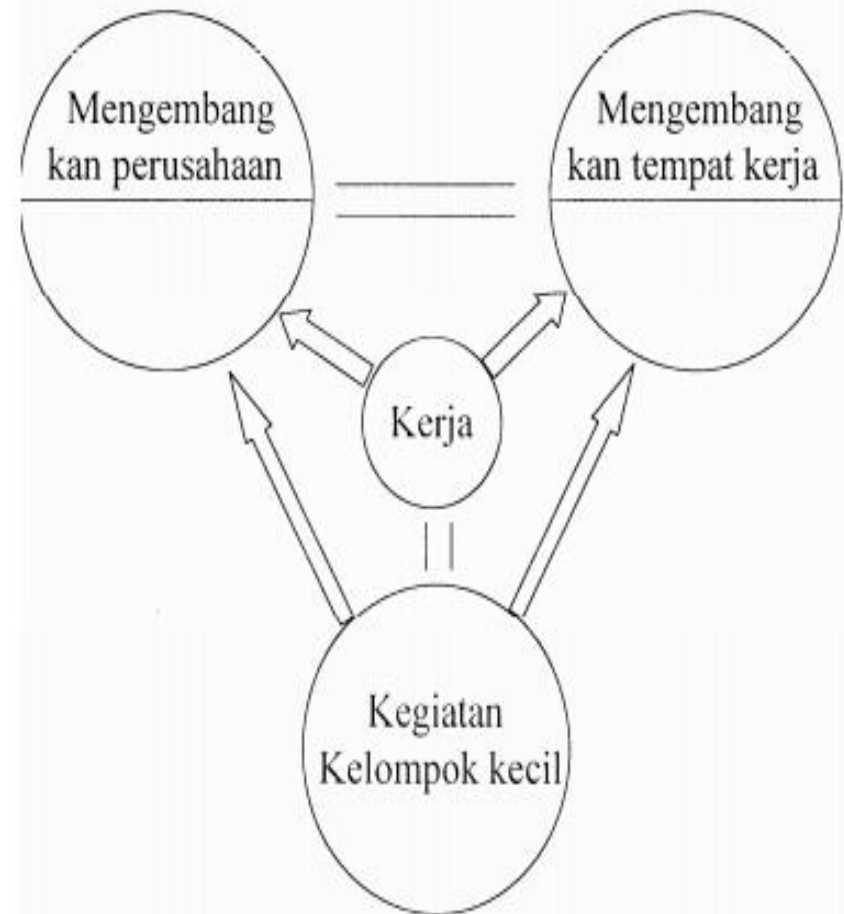 Mengembang
kan perusahaan
Mengembang
kan tempat kerja
Kerja
Kegiatan
Kelompok kecil